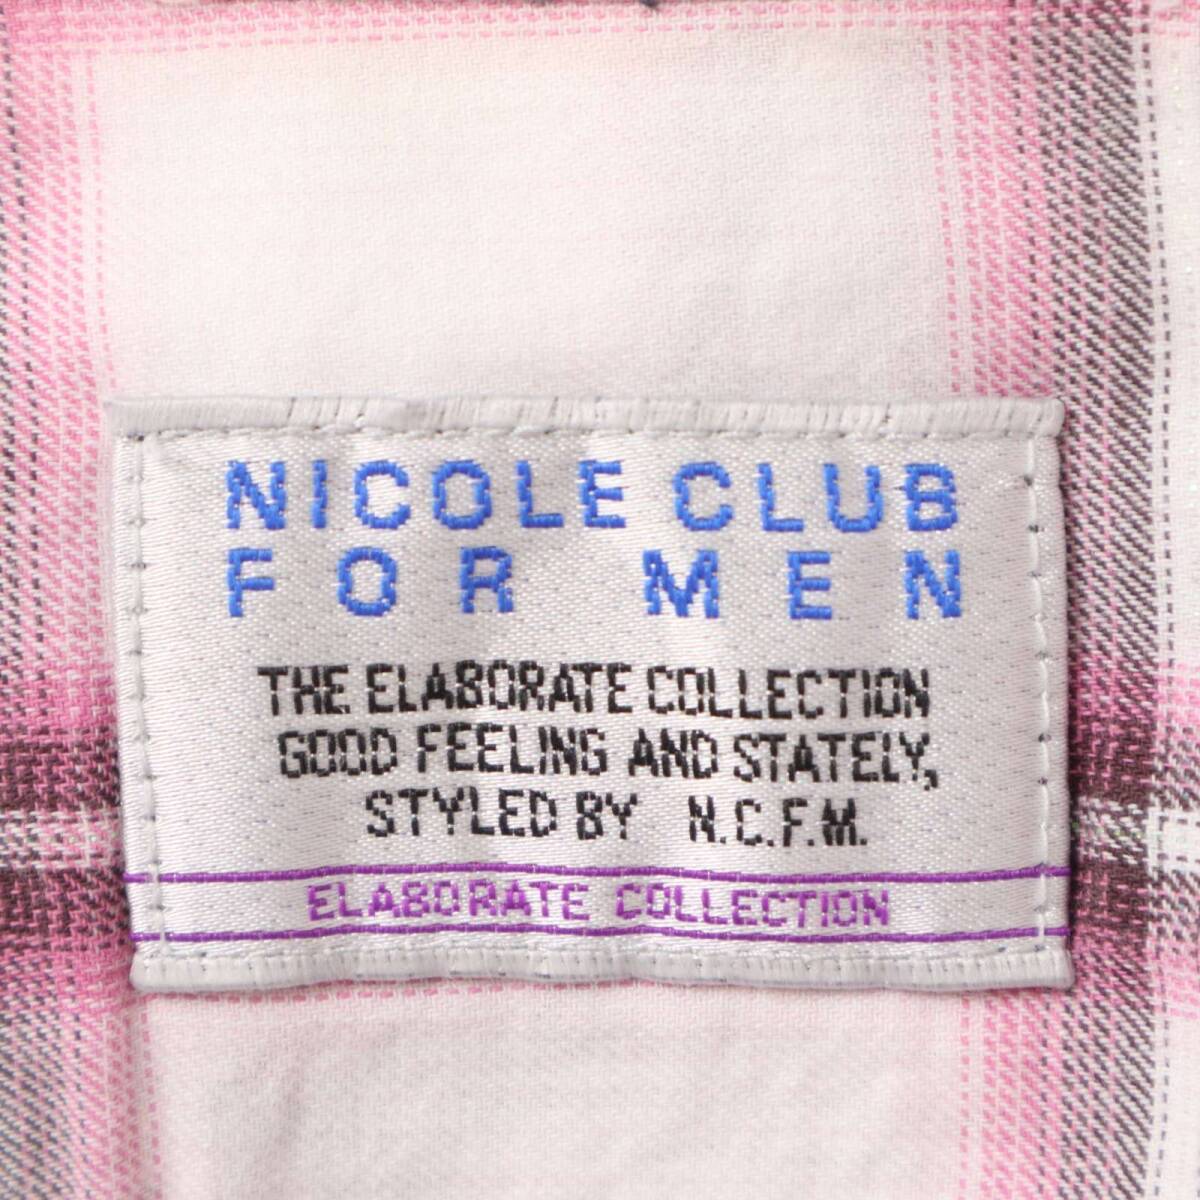 NICOLE CLUB
FOR MEN
THE ELABORATE COLLECTION
GOOD FEELING AND STATELY,
STYLED BY N.C.F.M.
ELABORATE COLLECTION